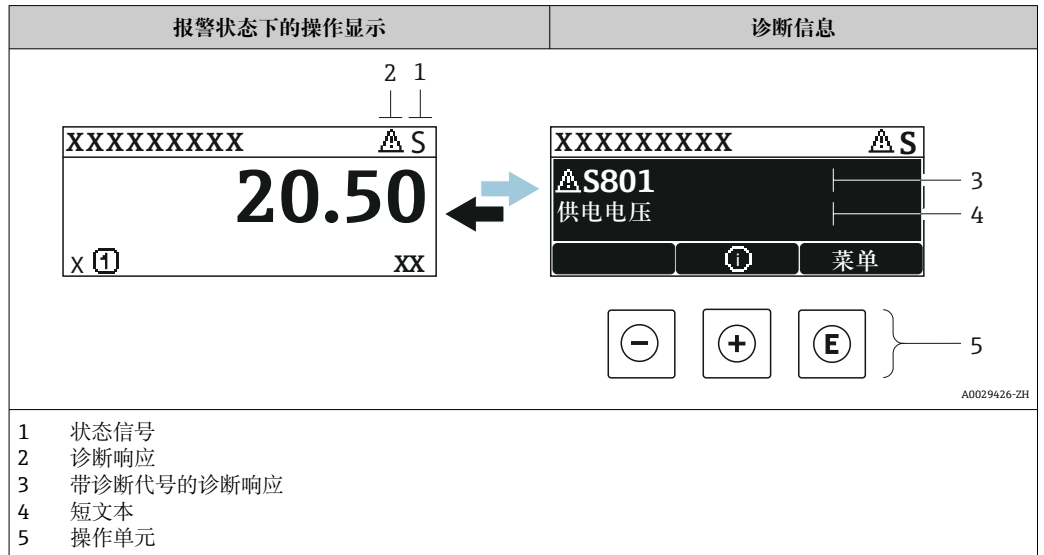 报警状态下的操作显示 诊断信息
2 1
XXXXXXXXX ⚠ S
20.50
X ① XX
XXXXXXXXX ⚠ S
⚠S801
供电电压
ⓘ 菜单
3
4
− + E
5
A0029426-ZH
1 状态信号
2 诊断响应
3 带诊断代号的诊断响应
4 短文本
5 操作单元